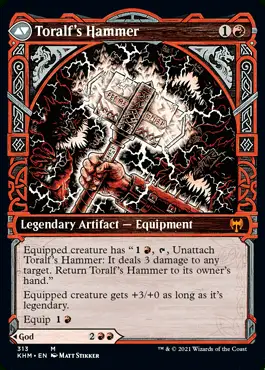 Toralf's Hammer 1
Legendary Artifact — Equipment
Equipped creature has "1, Unattach
Toralf's Hammer: It deals 3 damage to any
target. Return Toralf's Hammer to its owner's
hand."
Equipped creature gets +3/+0 as long as it's
legendary.
Equip 1
God 2
313 M
KHM • EN MATT STIKKER
™ & © 2021 Wizards of the Coast